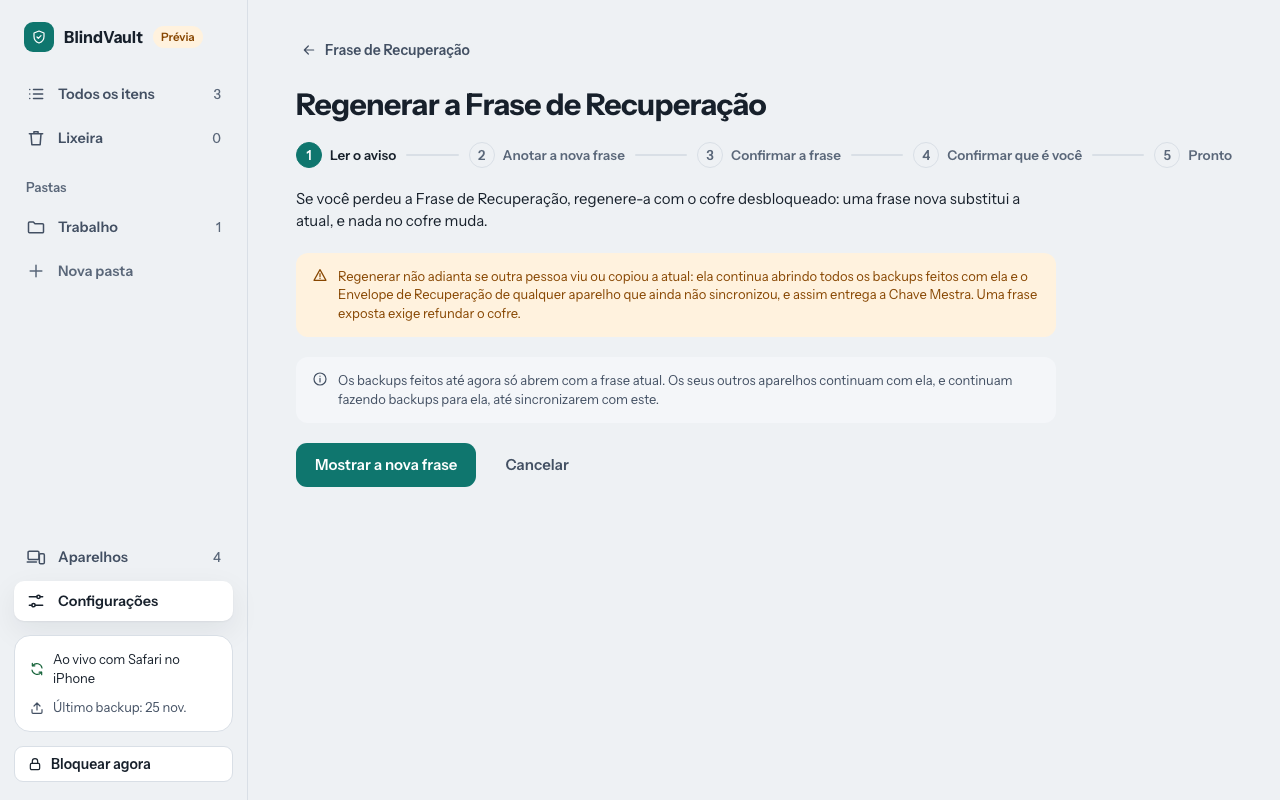 BlindVault
Prévia
Todos os itens
3
Lixeira
0
Pastas
Trabalho
1
Nova pasta
Aparelhos
4
Configurações
Ao vivo com Safari no
iPhone
Último backup: 25 nov.
Bloquear agora
Frase de Recuperação
Regenerar a Frase de Recuperação
1 Ler o aviso
2 Anotar a nova frase
3 Confirmar a frase
4 Confirmar que é você
5 Pronto
Se você perdeu a Frase de Recuperação, regenere-a com o cofre desbloqueado: uma frase nova substitui a
atual, e nada no cofre muda.
Regenerar não adianta se outra pessoa viu ou copiou a atual: ela continua abrindo todos os backups feitos com ela e o
Envelope de Recuperação de qualquer aparelho que ainda não sincronizou, e assim entrega a Chave Mestra. Uma frase
exposta exige refundar o cofre.
Os backups feitos até agora só abrem com a frase atual. Os seus outros aparelhos continuam com ela, e continuam
fazendo backups para ela, até sincronizarem com este.
Mostrar a nova frase
Cancelar